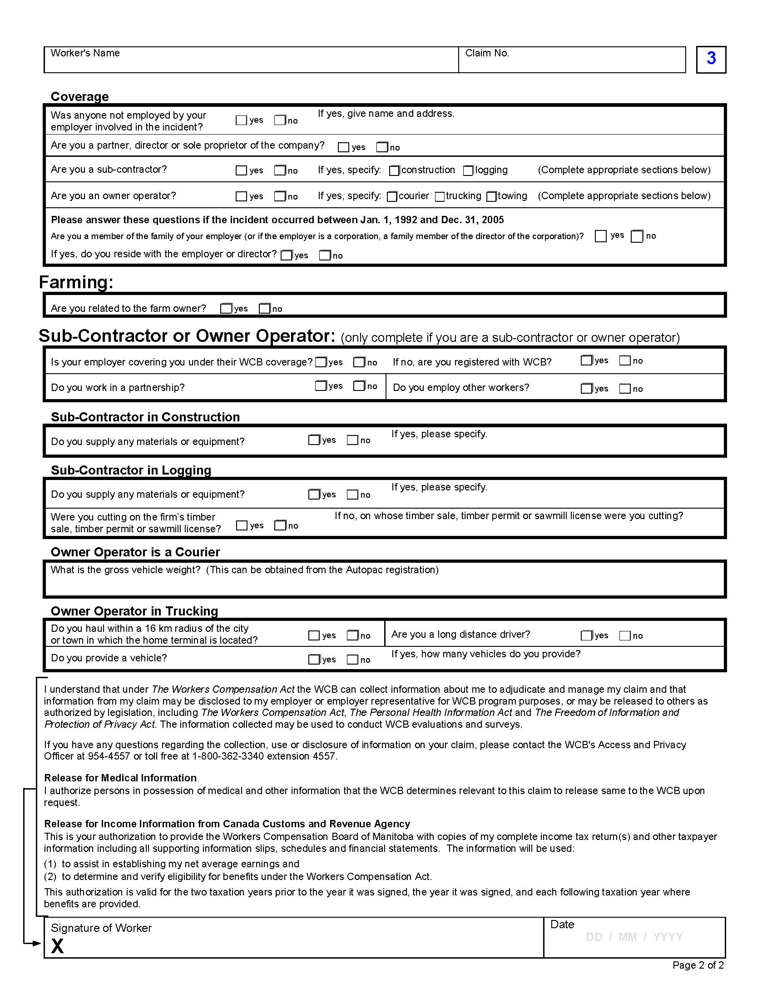 Worker's Name Claim No. 3
Coverage
Was anyone not employed by your
employer involved in the incident? yes no If yes, give name and address.
Are you a partner, director or sole proprietor of the company? yes no
Are you a sub-contractor? yes no If yes, specify: construction logging (Complete appropriate sections below)
Are you an owner operator? yes no If yes, specify: courier trucking towing (Complete appropriate sections below)
Please answer these questions if the incident occurred between Jan. 1, 1992 and Dec. 31, 2005
Are you a member of the family of your employer (or if the employer is a corporation, a family member of the director of the corporation)? yes no
If yes, do you reside with the employer or director? yes no
Farming:
Are you related to the farm owner? yes no
Sub-Contractor or Owner Operator: (only complete if you are a sub-contractor or owner operator)
Is your employer covering you under their WCB coverage? yes no If no, are you registered with WCB? yes no
Do you work in a partnership? yes no Do you employ other workers? yes no
Sub-Contractor in Construction
Do you supply any materials or equipment? yes no If yes, please specify.
Sub-Contractor in Logging
Do you supply any materials or equipment? yes no If yes, please specify.
Were you cutting on the firm’s timber
sale, timber permit or sawmill license? yes no If no, on whose timber sale, timber permit or sawmill license were you cutting?
Owner Operator is a Courier
What is the gross vehicle weight? (This can be obtained from the Autopac registration)
Owner Operator in Trucking
Do you haul within a 16 km radius of the city
or town in which the home terminal is located? yes no Are you a long distance driver? yes no
Do you provide a vehicle? yes no If yes, how many vehicles do you provide?
I understand that under The Workers Compensation Act the WCB can collect information about me to adjudicate and manage my claim and that
information from my claim may be disclosed to my employer or employer representative for WCB program purposes, or may be released to others as
authorized by legislation, including The Workers Compensation Act, The Personal Health Information Act and The Freedom of Information and
Protection of Privacy Act. The information collected may be used to conduct WCB evaluations and surveys.
If you have any questions regarding the collection, use or disclosure of information on your claim, please contact the WCB's Access and Privacy
Officer at 954-4557 or toll free at 1-800-362-3340 extension 4557.
Release for Medical Information
I authorize persons in possession of medical and other information that the WCB determines relevant to this claim to release same to the WCB upon
request.
Release for Income Information from Canada Customs and Revenue Agency
This is your authorization to provide the Workers Compensation Board of Manitoba with copies of my complete income tax return(s) and other taxpayer
information including all supporting information slips, schedules and financial statements. The information will be used:
(1) to assist in establishing my net average earnings and
(2) to determine and verify eligibility for benefits under the Workers Compensation Act.
This authorization is valid for the two taxation years prior to the year it was signed, the year it was signed, and each following taxation year where
benefits are provided.
Signature of Worker Date
X DD / MM / YYYY
Page 2 of 2